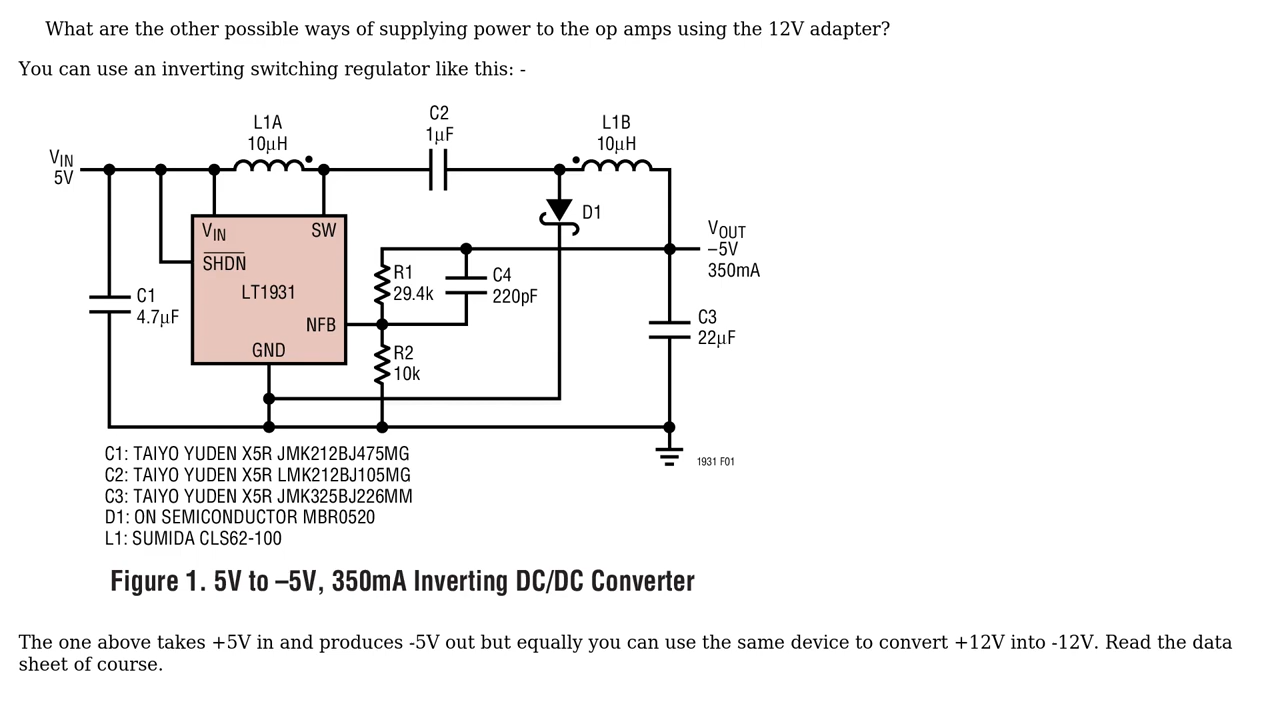 What are the other possible ways of supplying power to the op amps using the 12V adapter?
You can use an inverting switching regulator like this: -
L1A
10µH
C2
1µF
L1B
10µH
VIN
5V
VIN
SW
SHDN
LT1931
NFB
GND
D1
VOUT
–5V
350mA
R1
29.4k
C4
220pF
C1
4.7µF
C3
22µF
R2
10k
1931 F01
C1: TAIYO YUDEN X5R JMK212BJ475MG
C2: TAIYO YUDEN X5R LMK212BJ105MG
C3: TAIYO YUDEN X5R JMK325BJ226MM
D1: ON SEMICONDUCTOR MBR0520
L1: SUMIDA CLS62-100
Figure 1. 5V to –5V, 350mA Inverting DC/DC Converter
The one above takes +5V in and produces -5V out but equally you can use the same device to convert +12V into -12V. Read the data
sheet of course.